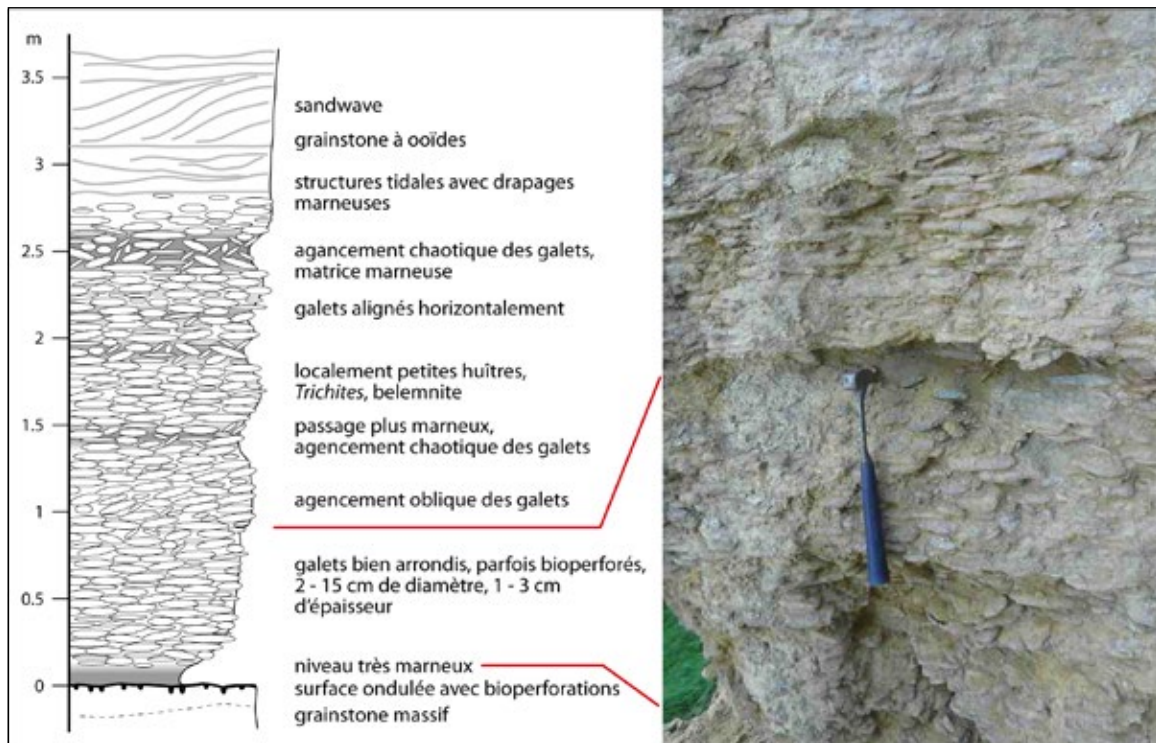 m
3.5
sandwave
grainstone à ooïdes
3
structures tidales avec drapages
marneuses
2.5
agancement chaotique des galets,
matrice marneuse
galets alignés horizontalement
2
localement petites huîtres,
Trichites, belemnite
1.5
passage plus marneux,
agencement chaotique des galets
agencement oblique des galets
1
galets bien arrondis, parfois bioperforés,
2 - 15 cm de diamètre, 1 - 3 cm
d'épaisseur
0.5
niveau très marneux
0
surface ondulée avec bioperforations
grainstone massif